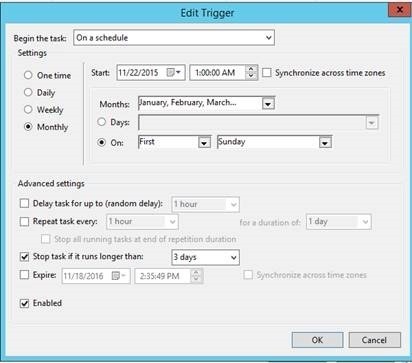 Edit Trigger
Begin the task: On a schedule
Settings
One time
Daily
Weekly
Monthly
Start: 11/22/2015 1:00:00 AM Synchronize across time zones
Months: January, February, March...
Days:
On: First Sunday
Advanced settings
Delay task for up to (random delay): 1 hour
Repeat task every: 1 hour for a duration of: 1 day
Stop all running tasks at end of repetition duration
Stop task if it runs longer than: 3 days
Expire: 11/18/2016 2:35:49 PM Synchronize across time zones
Enabled
OK Cancel